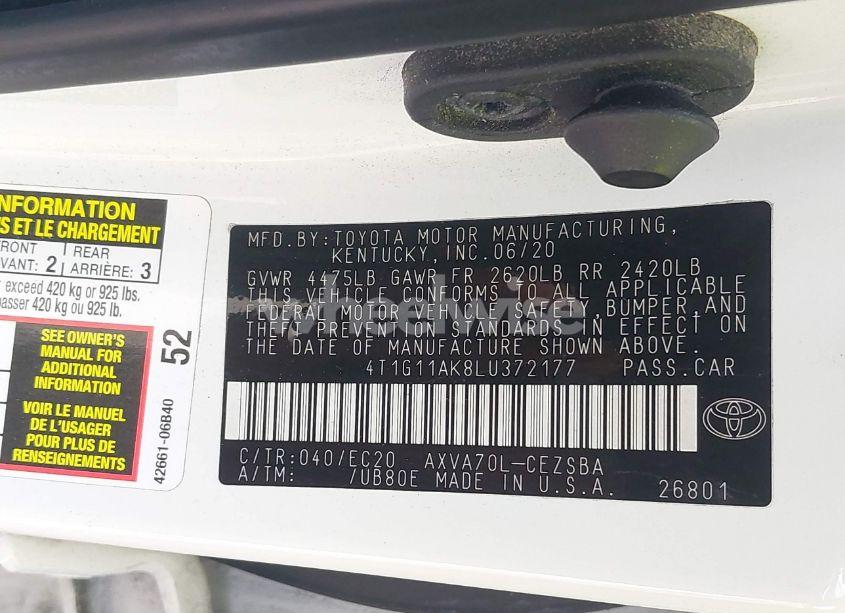 INFORMATION
S ET LE CHARGEMENT
FRONT
VANT: 2
REAR
ARRIÈRE: 3
exceed 420 kg or 925 lbs.
passer 420 kg ou 925 lb.
SEE OWNER'S
MANUAL FOR
ADDITIONAL
INFORMATION
VOIR LE MANUEL
DE L'USAGER
POUR PLUS DE
RENSEIGNEMENTS
52
42661-06B40
MFD.BY:TOYOTA MOTOR MANUFACTURING,
KENTUCKY,INC.06/20
GVWR 4475LB GAWR FR 2620LB RR 2420LB
THIS VEHICLE CONFORMS TO ALL APPLICABLE
FEDERAL MOTOR VEHICLE SAFETY,BUMPER,AND
THEFT PREVENTION STANDARDS IN EFFECT ON
THE DATE OF MANUFACTURE SHOWN ABOVE.
4T1G11AK8LU372177 PASS.CAR
C/TR:040/EC20 AXVA70L-CEZSBA
A/TM: /UB80E MADE IN U.S.A. 26801
wheelwire